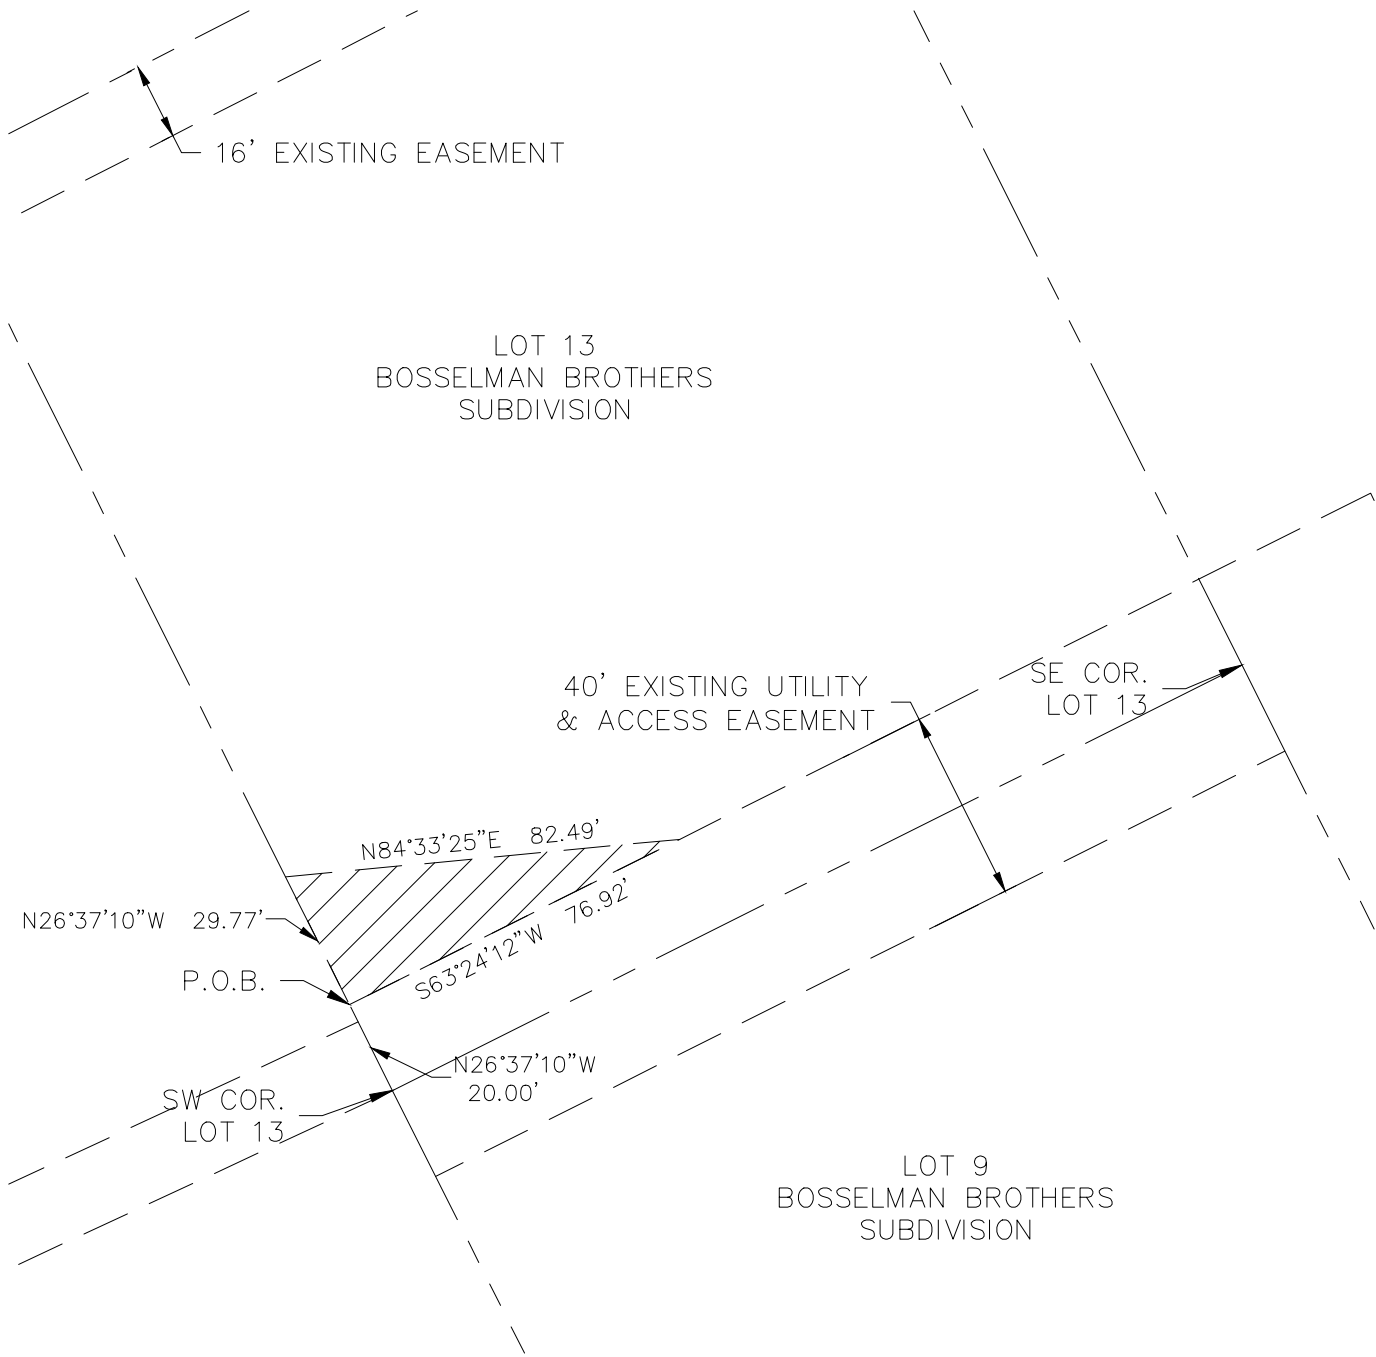 16' EXISTING EASEMENT
LOT 13
BOSSELMAN BROTHERS
SUBDIVISION
40' EXISTING UTILITY
& ACCESS EASEMENT
SE COR.
LOT 13
N84°33'25"E 82.49'
N26°37'10"W 29.77'
S63°24'12"W 76.92'
P.O.B.
N26°37'10"W
20.00'
SW COR.
LOT 13
LOT 9
BOSSELMAN BROTHERS
SUBDIVISION